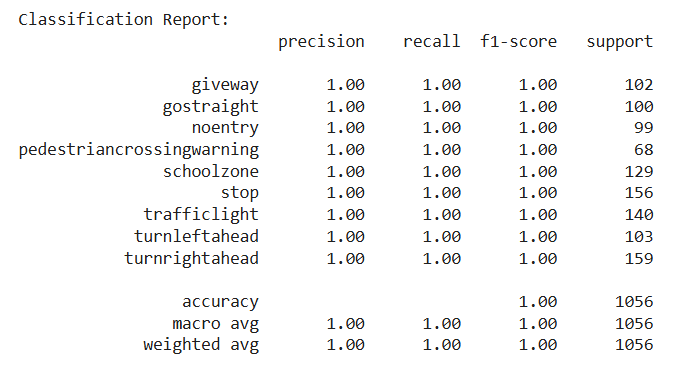 Classification Report:
precision recall f1-score support
giveway 1.00 1.00 1.00 102
gostraight 1.00 1.00 1.00 100
noentry 1.00 1.00 1.00 99
pedestriancrossingwarning 1.00 1.00 1.00 68
schoolzone 1.00 1.00 1.00 129
stop 1.00 1.00 1.00 156
trafficlight 1.00 1.00 1.00 140
turnleftahead 1.00 1.00 1.00 103
turnrightahead 1.00 1.00 1.00 159
accuracy 1.00 1056
macro avg 1.00 1.00 1.00 1056
weighted avg 1.00 1.00 1.00 1056